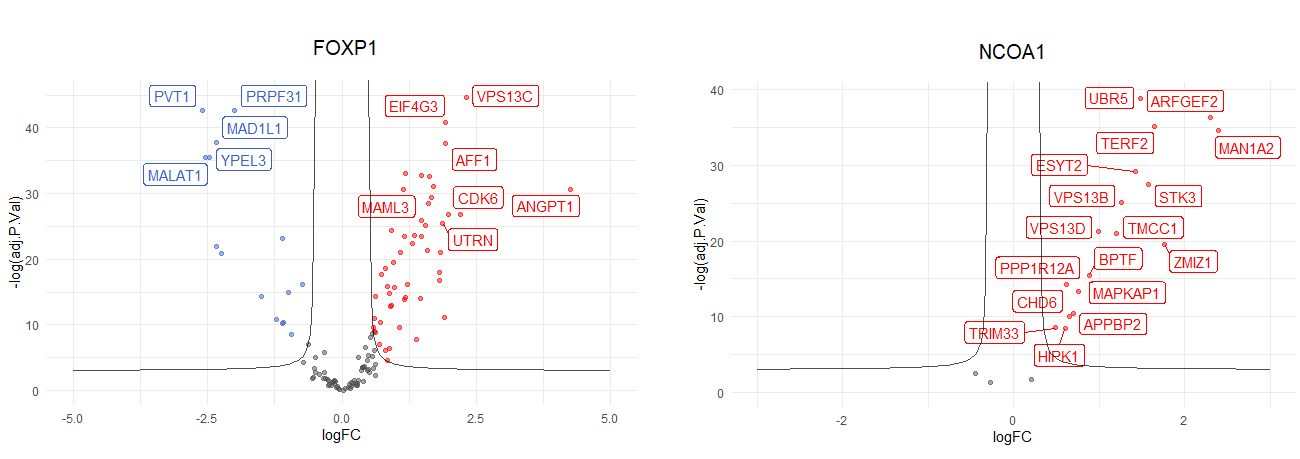 FOXP1
-log(adj.P.Val)
40
30
20
10
0
PVT1
PRPF31
MAD1L1
YPEL3
MALAT1
EIF4G3
VPS13C
AFF1
CDK6
MAML3
ANGPT1
UTRN
-5.0
-2.5
0.0
2.5
5.0
logFC
NCOA1
-log(adj.P.Val)
40
30
20
10
0
UBR5
ARFGEF2
TERF2
MAN1A2
ESYT2
VPS13B
STK3
VPS13D
TMCC1
BPTF
ZMIZ1
PPP1R12A
MAPKAP1
CHD6
APPBP2
TRIM33
HIPK1
-2
0
2
logFC